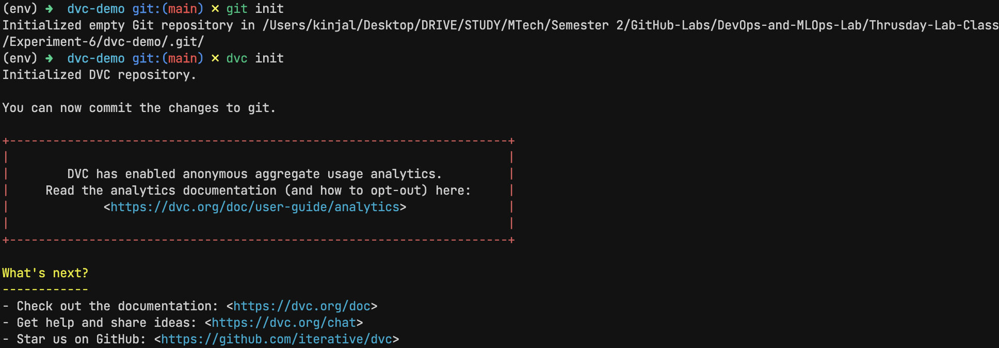 (env) ➜  dvc-demo git:(main) ✗ git init
Initialized empty Git repository in /Users/kinjal/Desktop/DRIVE/STUDY/MTech/Semester 2/GitHub-Labs/DevOps-and-MLOps-Lab/Thrusday-Lab-Class
/Experiment-6/dvc-demo/.git/
(env) ➜  dvc-demo git:(main) ✗ dvc init
Initialized DVC repository.

You can now commit the changes to git.

+---------------------------------------------------------------------+
|                                                                     |
|        DVC has enabled anonymous aggregate usage analytics.         |
|     Read the analytics documentation (and how to opt-out) here:     |
|             <https://dvc.org/doc/user-guide/analytics>              |
|                                                                     |
+---------------------------------------------------------------------+

What's next?
------------
- Check out the documentation: <https://dvc.org/doc>
- Get help and share ideas: <https://dvc.org/chat>
- Star us on GitHub: <https://github.com/iterative/dvc>